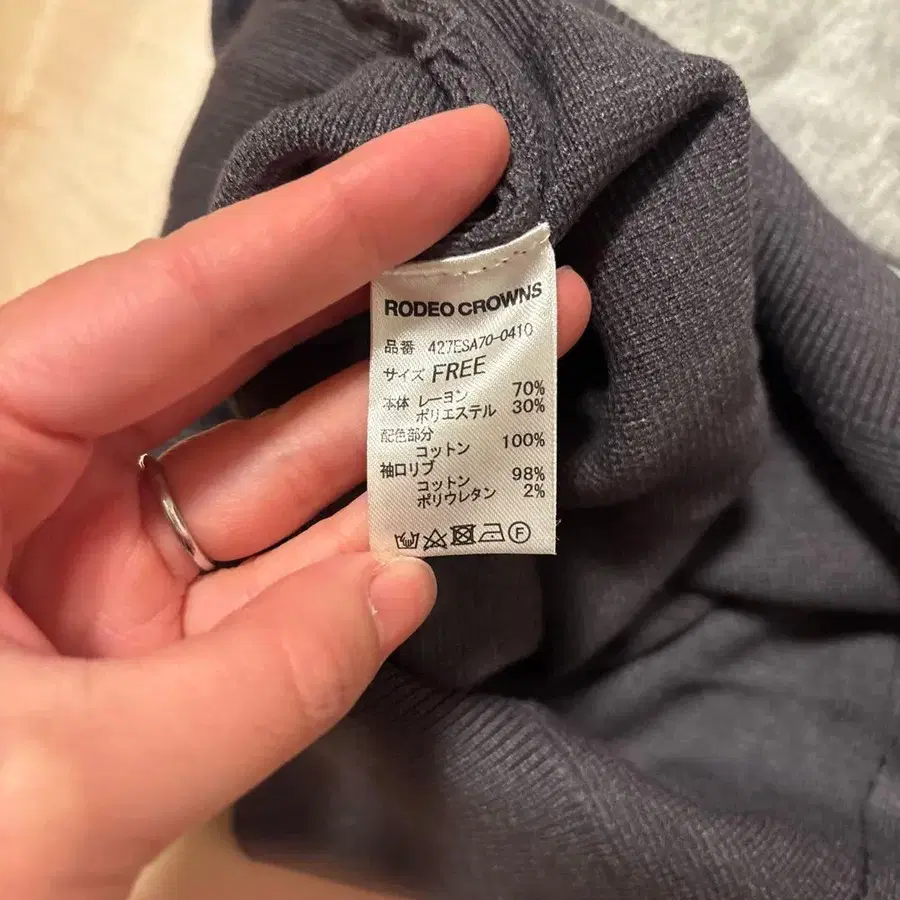 RODEO CROWNS
品番 427ESA70-0410
サイズ FREE
本体 レーヨン 70%
ポリエステル 30%
配色部分
コットン 100%
袖口リブ
コットン 98%
ポリウレタン 2%
F